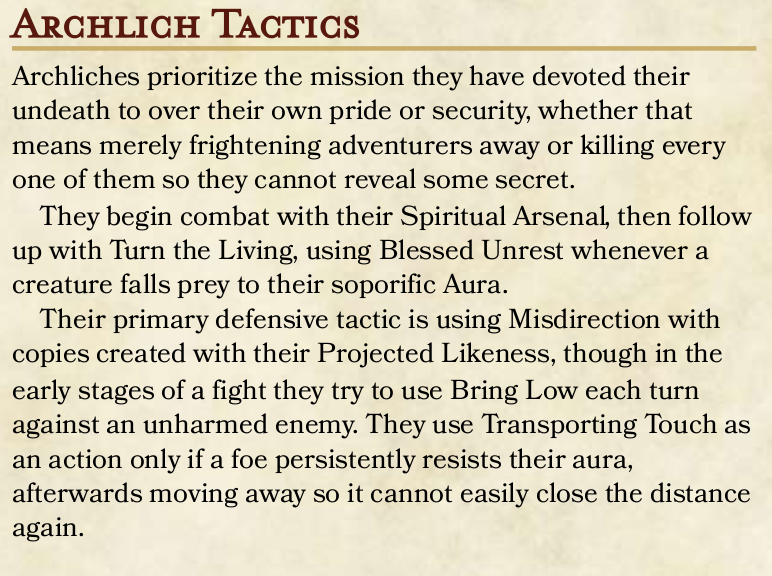 Archlich Tactics
Archliches prioritize the mission they have devoted their
undeath to over their own pride or security, whether that
means merely frightening adventurers away or killing every
one of them so they cannot reveal some secret.
They begin combat with their Spiritual Arsenal, then follow
up with Turn the Living, using Blessed Unrest whenever a
creature falls prey to their soporific Aura.
Their primary defensive tactic is using Misdirection with
copies created with their Projected Likeness, though in the
early stages of a fight they try to use Bring Low each turn
against an unharmed enemy. They use Transporting Touch as
an action only if a foe persistently resists their aura,
afterwards moving away so it cannot easily close the distance
again.